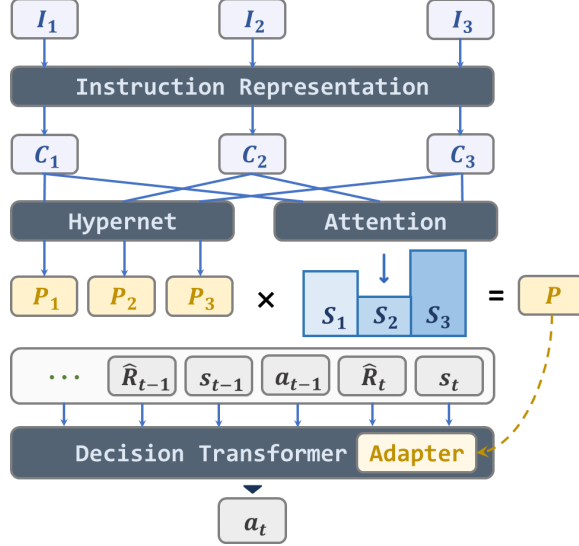 I₁ I₂ I₃
Instruction Representation
C₁ C₂ C₃
Hypernet Attention
P₁ P₂ P₃ × S₁ S₂ S₃ = P
... R̂ₜ₋₁ sₜ₋₁ aₜ₋₁ R̂ₜ sₜ
Decision Transformer Adapter
aₜ